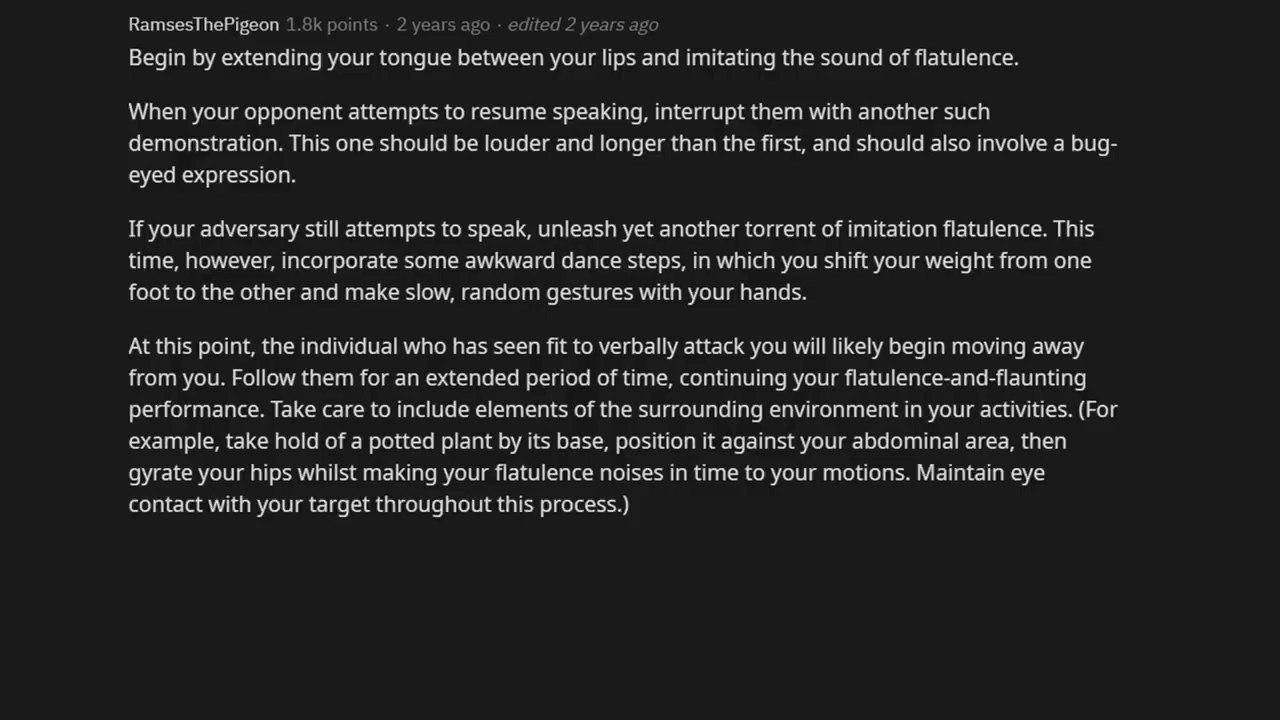 RamsesThePigeon 1.8k points · 2 years ago · edited 2 years ago
Begin by extending your tongue between your lips and imitating the sound of flatulence.
When your opponent attempts to resume speaking, interrupt them with another such
demonstration. This one should be louder and longer than the first, and should also involve a bug-
eyed expression.
If your adversary still attempts to speak, unleash yet another torrent of imitation flatulence. This
time, however, incorporate some awkward dance steps, in which you shift your weight from one
foot to the other and make slow, random gestures with your hands.
At this point, the individual who has seen fit to verbally attack you will likely begin moving away
from you. Follow them for an extended period of time, continuing your flatulence-and-flaunting
performance. Take care to include elements of the surrounding environment in your activities. (For
example, take hold of a potted plant by its base, position it against your abdominal area, then
gyrate your hips whilst making your flatulence noises in time to your motions. Maintain eye
contact with your target throughout this process.)